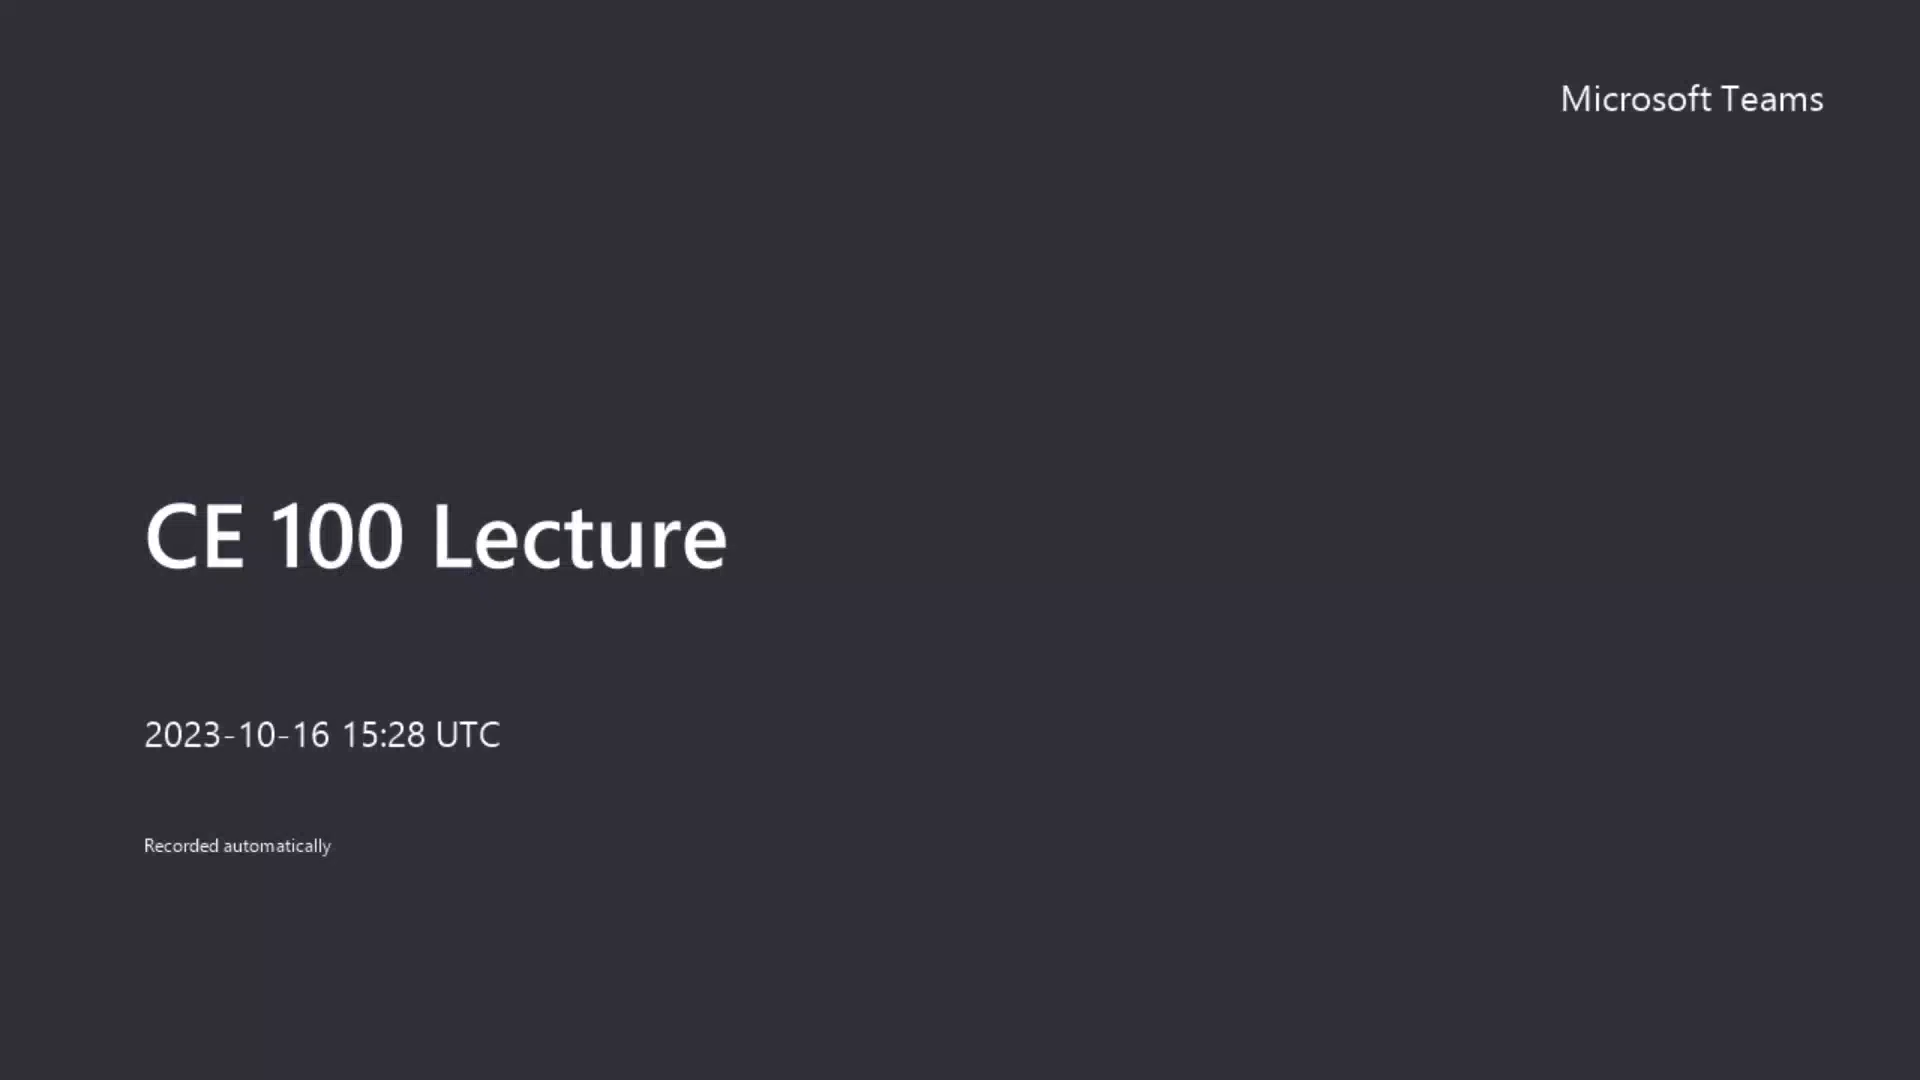 Microsoft Teams
CE 100 Lecture
2023-10-16 15:28 UTC
Recorded automatically